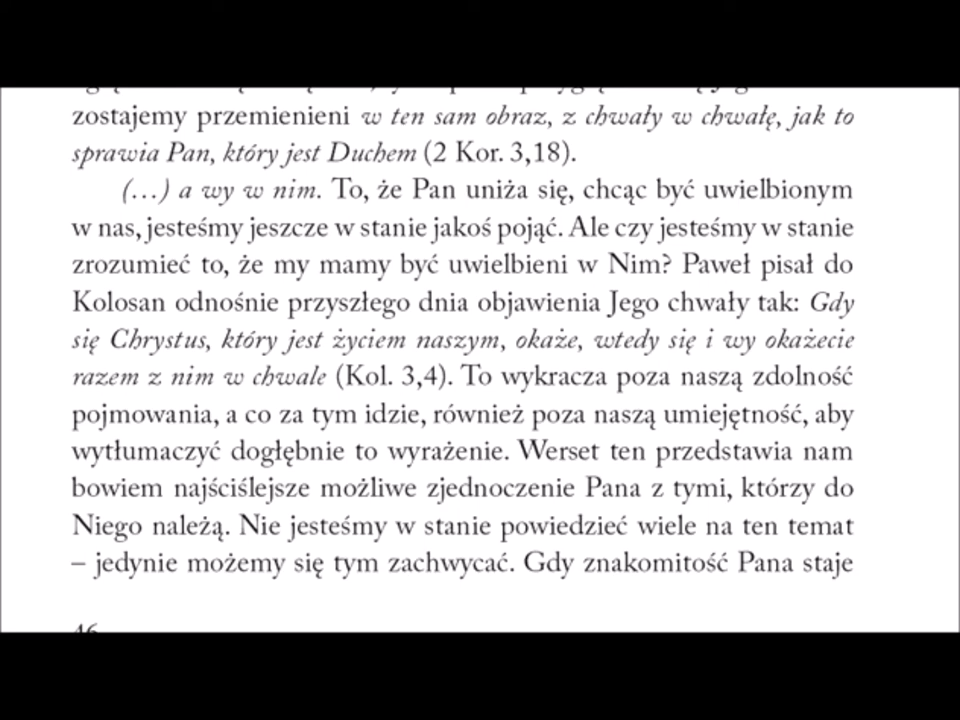 zostajemy przemienieni w ten sam obraz, z chwały w chwałę, jak to
sprawia Pan, który jest Duchem (2 Kor. 3,18).
(…) a wy w nim. To, że Pan uniża się, chcąc być uwielbionym
w nas, jesteśmy jeszcze w stanie jakoś pojąć. Ale czy jesteśmy w stanie
zrozumieć to, że my mamy być uwielbieni w Nim? Paweł pisał do
Kolosan odnośnie przyszłego dnia objawienia Jego chwały tak: Gdy
się Chrystus, który jest życiem naszym, okaże, wtedy się i wy okażecie
razem z nim w chwale (Kol. 3,4). To wykracza poza naszą zdolność
pojmowania, a co za tym idzie, również poza naszą umiejętność, aby
wytłumaczyć dogłębnie to wyrażenie. Werset ten przedstawia nam
bowiem najściślejsze możliwe zjednoczenie Pana z tymi, którzy do
Niego należą. Nie jesteśmy w stanie powiedzieć wiele na ten temat
– jedynie możemy się tym zachwycać. Gdy znakomitość Pana staje
46